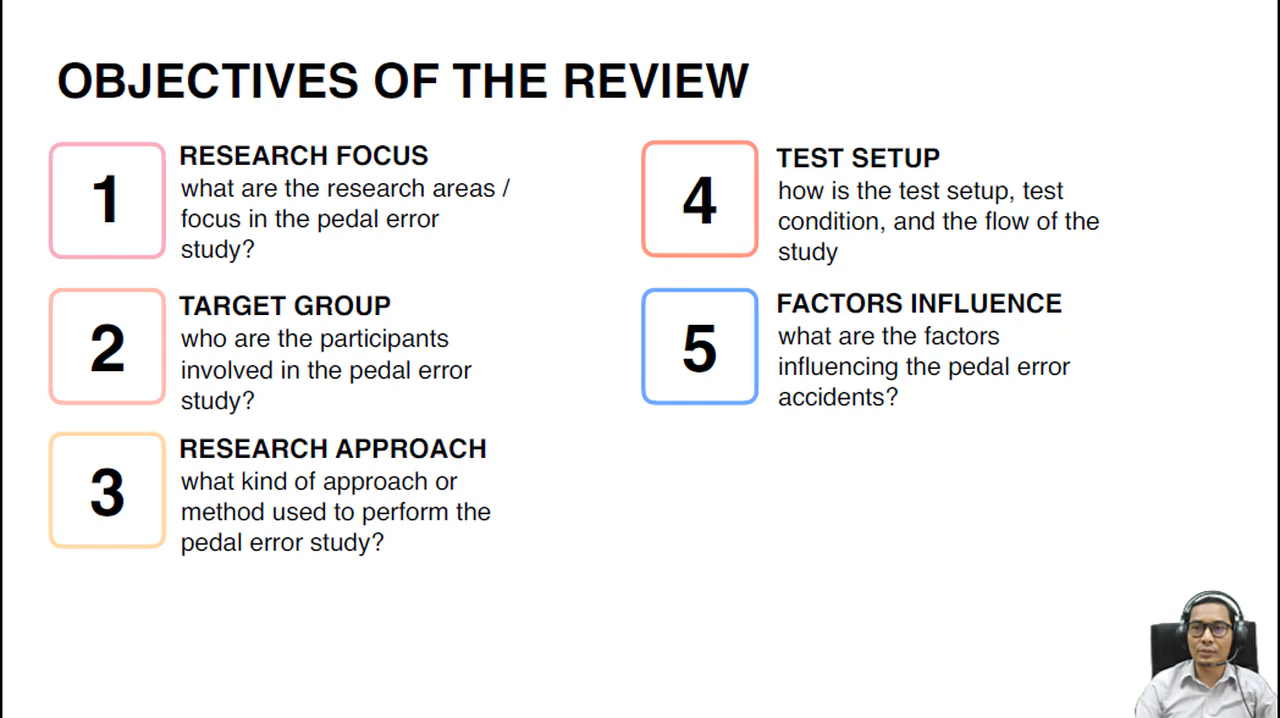 OBJECTIVES OF THE REVIEW
1
RESEARCH FOCUS
what are the research areas /
focus in the pedal error
study?
2
TARGET GROUP
who are the participants
involved in the pedal error
study?
3
RESEARCH APPROACH
what kind of approach or
method used to perform the
pedal error study?
4
TEST SETUP
how is the test setup, test
condition, and the flow of the
study
5
FACTORS INFLUENCE
what are the factors
influencing the pedal error
accidents?